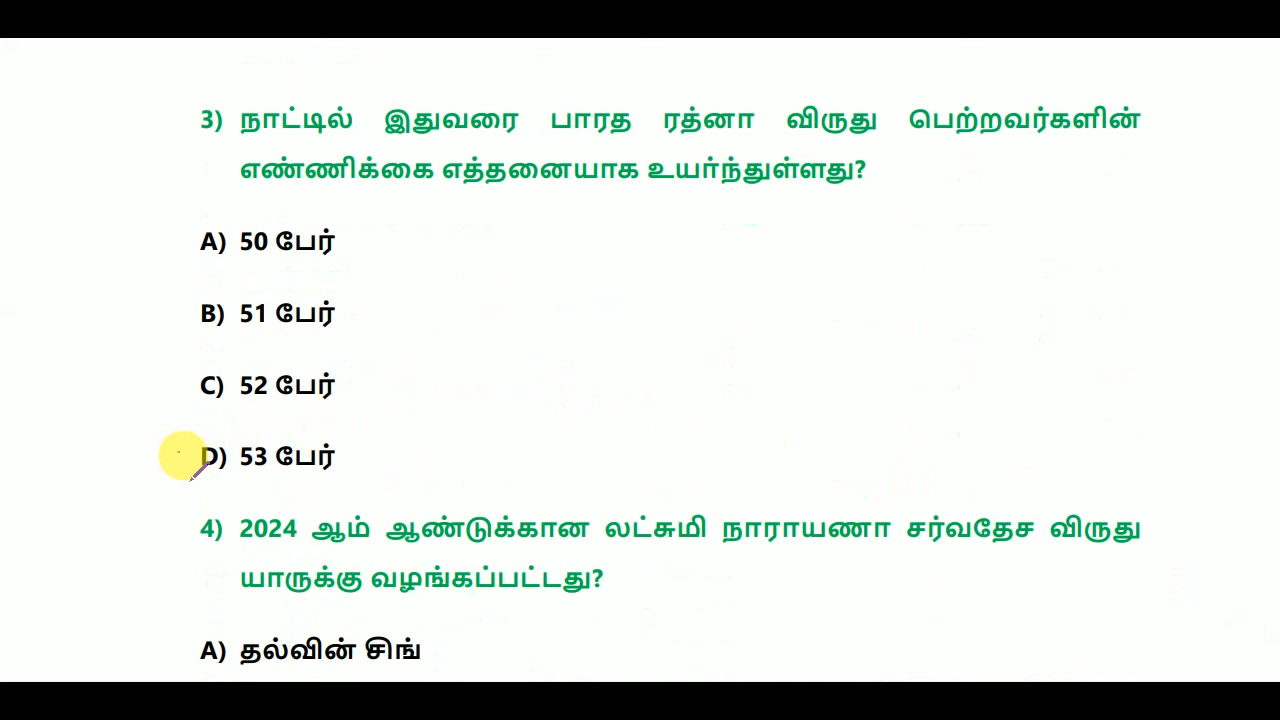 3) நாட்டில் இதுவரை பாரத ரத்னா விருது பெற்றவர்களின்
எண்ணிக்கை எத்தனையாக உயர்ந்துள்ளது?
A) 50 பேர்
B) 51 பேர்
C) 52 பேர்
D) 53 பேர்
4) 2024 ஆம் ஆண்டுக்கான லட்சுமி நாராயணா சர்வதேச விருது
யாருக்கு வழங்கப்பட்டது?
A) தல்வின் சிங்